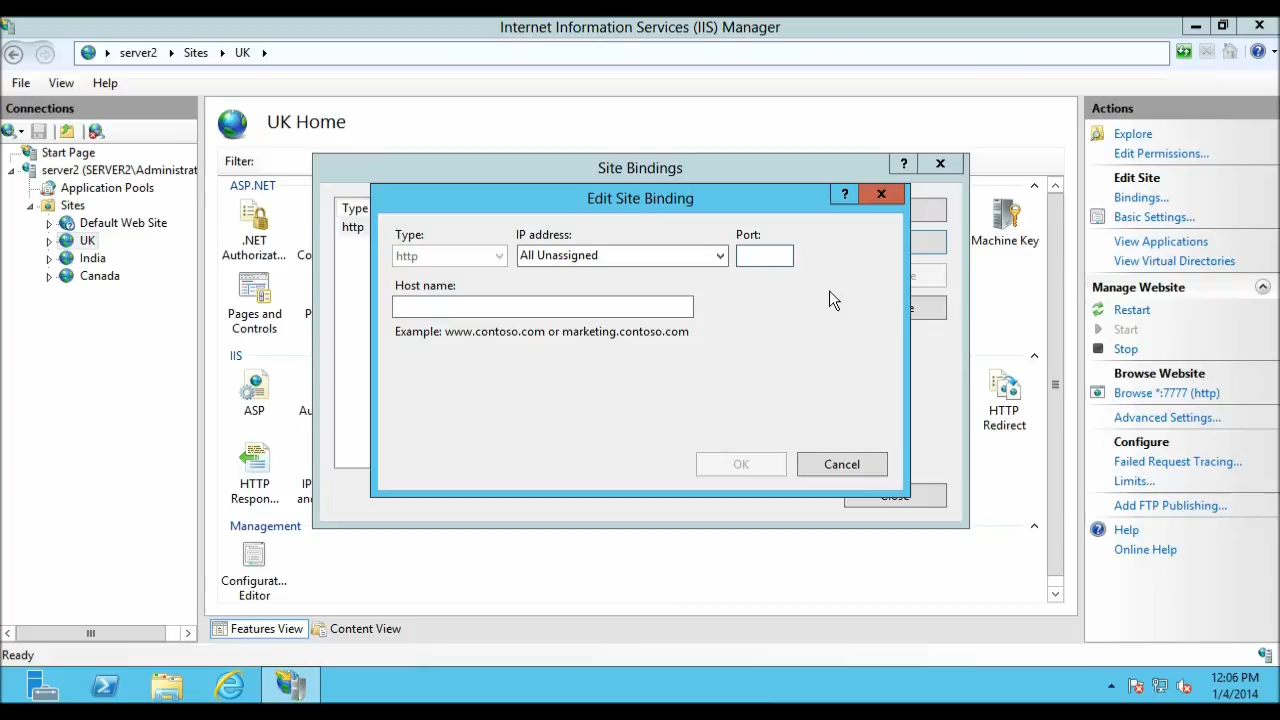 Internet Information Services (IIS) Manager
server2
Sites
UK
File
View
Help
Connections
Start Page
server2 (SERVER2\Administrat
Application Pools
Sites
Default Web Site
UK
India
Canada
UK Home
Filter:
ASP.NET
.NET
Authorizat...
Pages and
Controls
IIS
ASP
HTTP
Respon...
Management
Configurat...
Editor
Machine Key
HTTP
Redirect
Site Bindings
?
Type
http
Edit Site Binding
?
Type:
IP address:
Port:
http
All Unassigned
Host name:
Example: www.contoso.com or marketing.contoso.com
OK
Cancel
Close
Features View
Content View
Actions
Explore
Edit Permissions...
Edit Site
Bindings...
Basic Settings...
View Applications
View Virtual Directories
Manage Website
Restart
Start
Stop
Browse Website
Browse *:7777 (http)
Advanced Settings...
Configure
Failed Request Tracing...
Limits...
Add FTP Publishing...
Help
Online Help
Ready
12:06 PM
1/4/2014